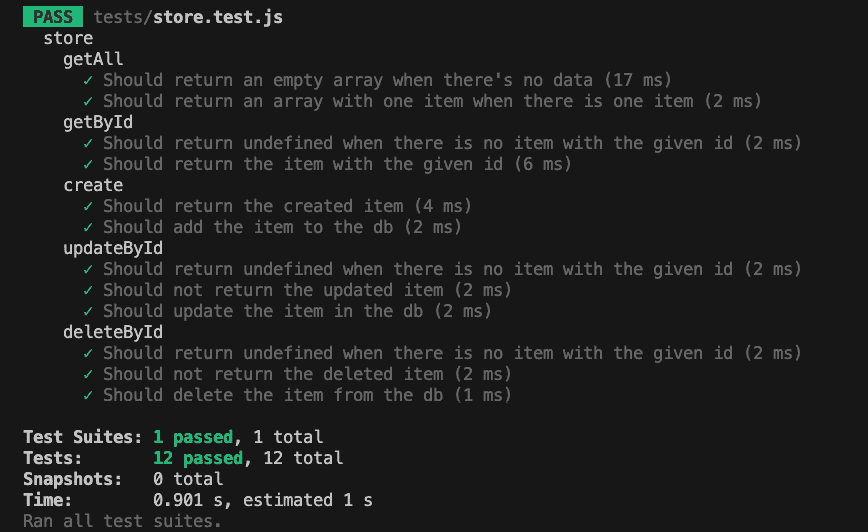 PASS tests/store.test.js
store
getAll
✓ Should return an empty array when there's no data (17 ms)
✓ Should return an array with one item when there is one item (2 ms)
getById
✓ Should return undefined when there is no item with the given id (2 ms)
✓ Should return the item with the given id (6 ms)
create
✓ Should return the created item (4 ms)
✓ Should add the item to the db (2 ms)
updateById
✓ Should return undefined when there is no item with the given id (2 ms)
✓ Should not return the updated item (2 ms)
✓ Should update the item in the db (2 ms)
deleteById
✓ Should return undefined when there is no item with the given id (2 ms)
✓ Should not return the deleted item (2 ms)
✓ Should delete the item from the db (1 ms)
Test Suites: 1 passed, 1 total
Tests: 12 passed, 12 total
Snapshots: 0 total
Time: 0.901 s, estimated 1 s
Ran all test suites.